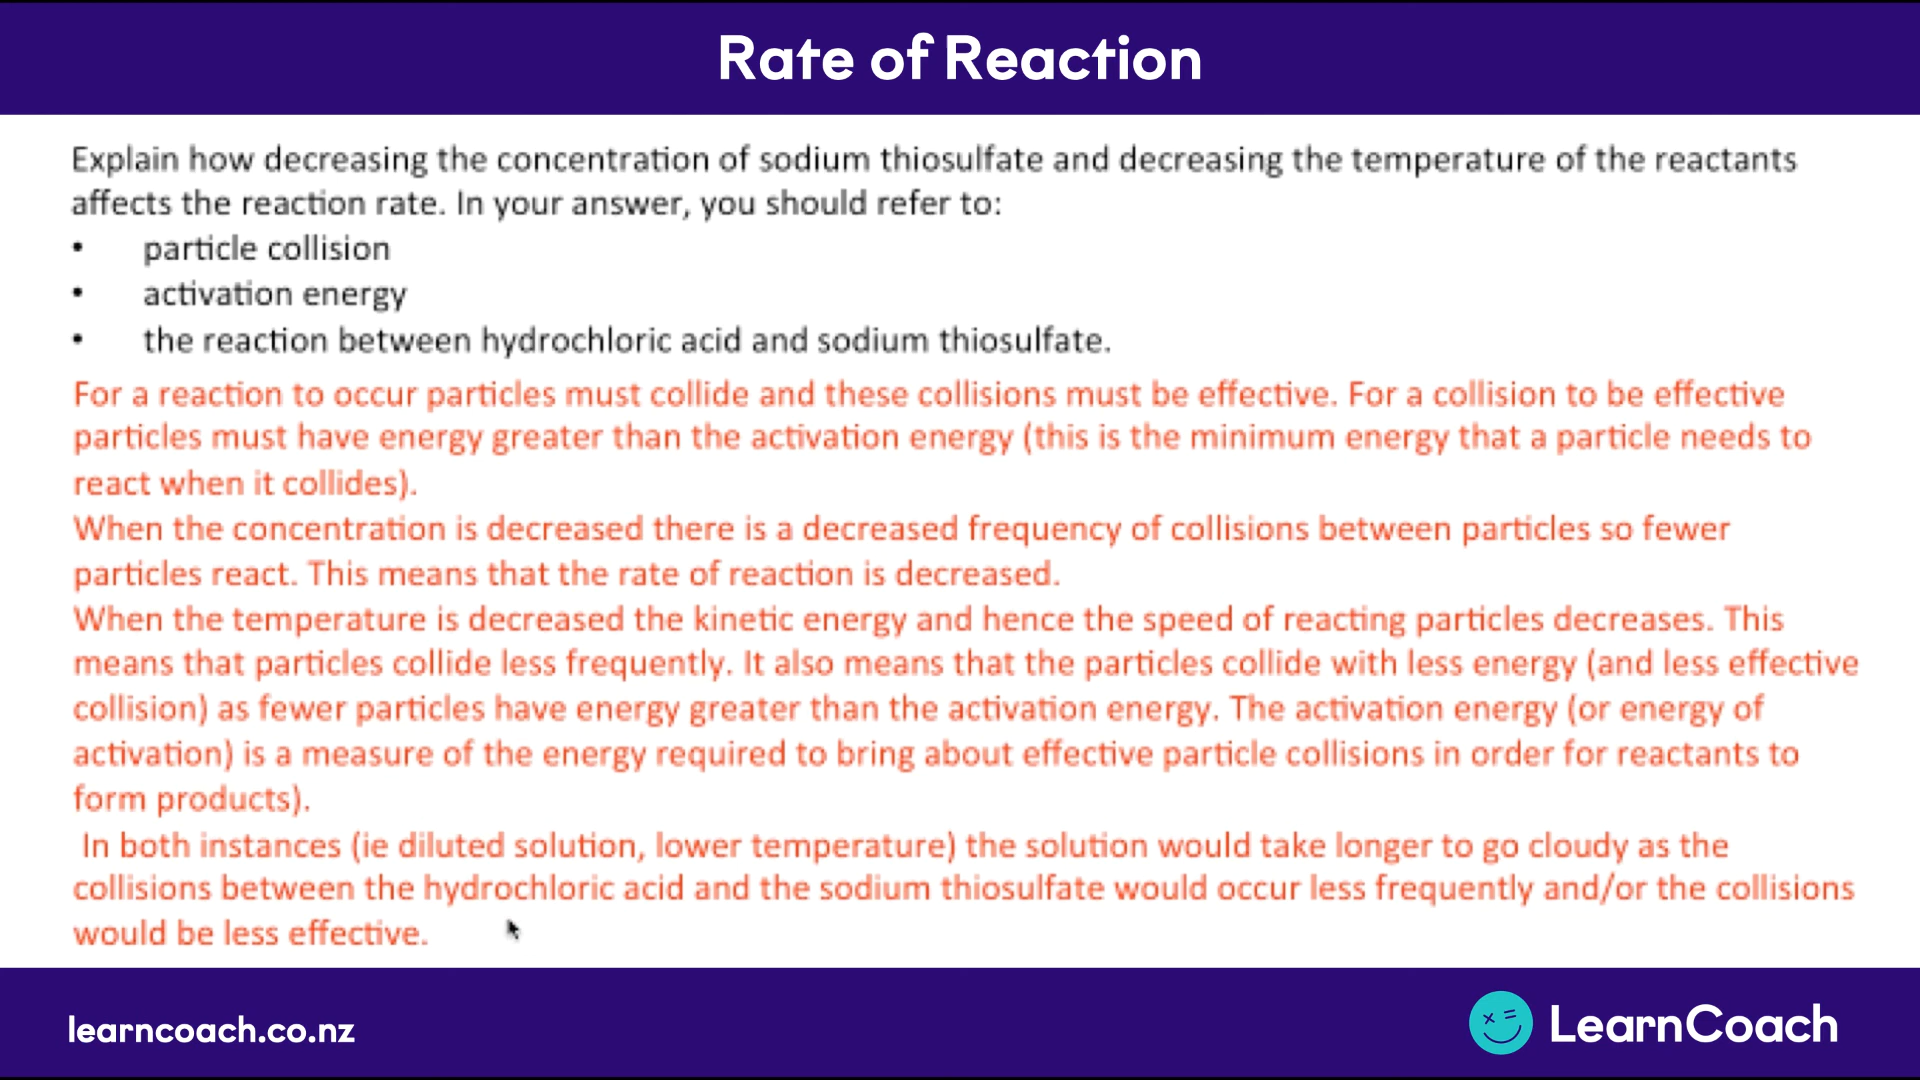 Rate of Reaction
Explain how decreasing the concentration of sodium thiosulfate and decreasing the temperature of the reactants
affects the reaction rate. In your answer, you should refer to:
• particle collision
• activation energy
• the reaction between hydrochloric acid and sodium thiosulfate.
For a reaction to occur particles must collide and these collisions must be effective. For a collision to be effective
particles must have energy greater than the activation energy (this is the minimum energy that a particle needs to
react when it collides).
When the concentration is decreased there is a decreased frequency of collisions between particles so fewer
particles react. This means that the rate of reaction is decreased.
When the temperature is decreased the kinetic energy and hence the speed of reacting particles decreases. This
means that particles collide less frequently. It also means that the particles collide with less energy (and less effective
collision) as fewer particles have energy greater than the activation energy. The activation energy (or energy of
activation) is a measure of the energy required to bring about effective particle collisions in order for reactants to
form products).
In both instances (ie diluted solution, lower temperature) the solution would take longer to go cloudy as the
collisions between the hydrochloric acid and the sodium thiosulfate would occur less frequently and/or the collisions
would be less effective.
learncoach.co.nz
LearnCoach